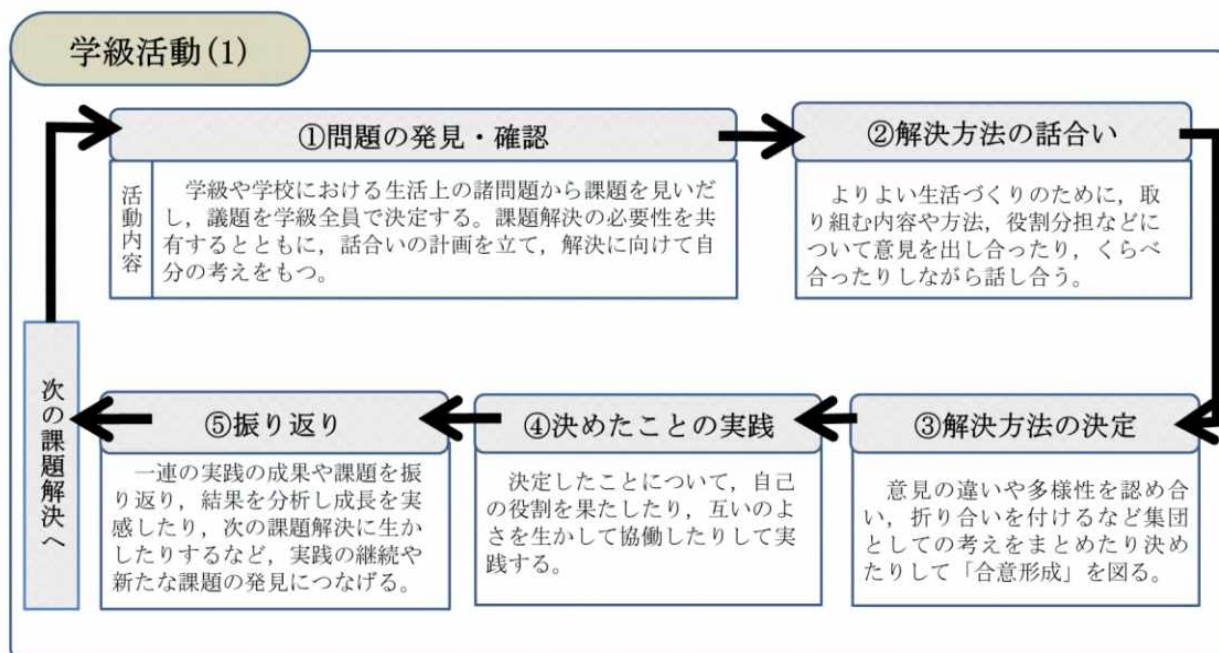 学級活動(1)
①問題の発見・確認
活動内容
学級や学校における生活上の諸問題から課題を見いだ
し，議題を学級全員で決定する。課題解決の必要性を共
有するとともに，話合いの計画を立て，解決に向けて自
分の考えをもつ。
②解決方法の話合い
よりよい生活づくりのために，取
り組む内容や方法，役割分担などに
ついて意見を出し合ったり，くらべ
合ったりしながら話し合う。
③解決方法の決定
意見の違いや多様性を認め合
い，折り合いを付けるなど集団
としての考えをまとめたり決め
たりして「合意形成」を図る。
④決めたことの実践
決定したことについて，自己
の役割を果たしたり，互いのよ
さを生かして協働したりして実
践する。
⑤振り返り
一連の実践の成果や課題を振
り返り，結果を分析し成長を実
感したり，次の課題解決に生か
したりするなど，実践の継続や
新たな課題の発見につなげる。
次の課題解決へ